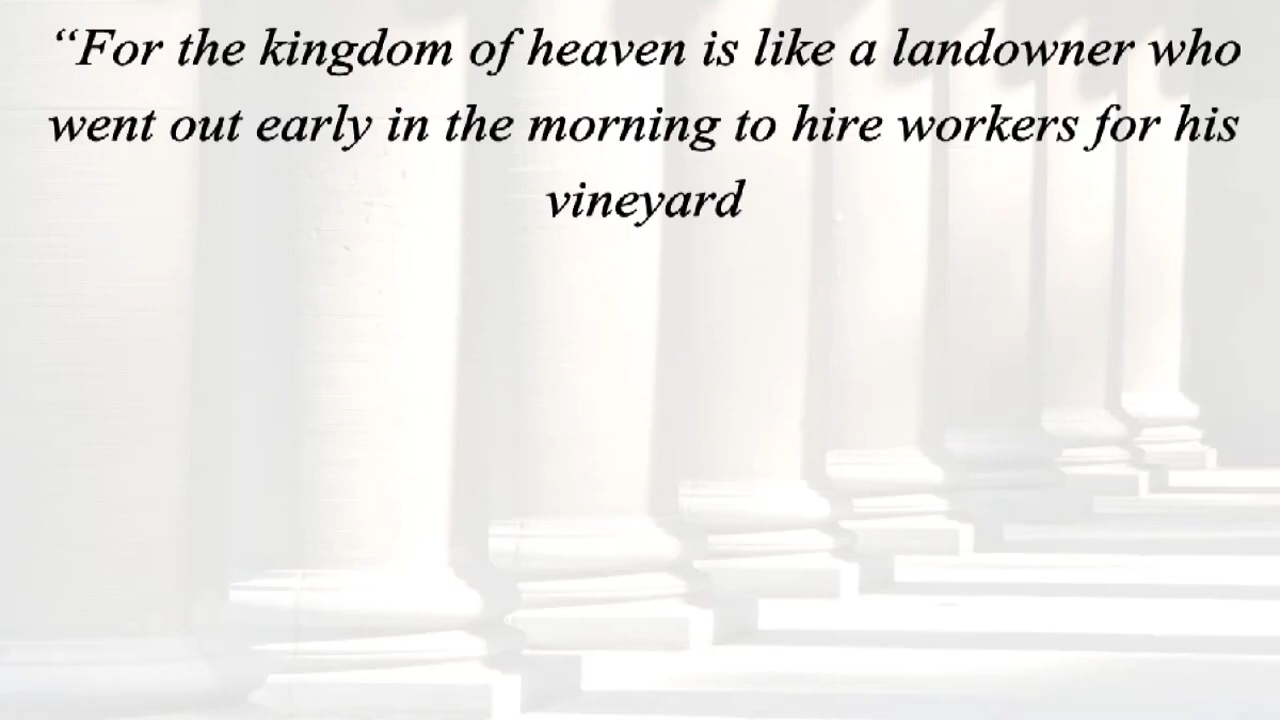 “For the kingdom of heaven is like a landowner who
went out early in the morning to hire workers for his
vineyard